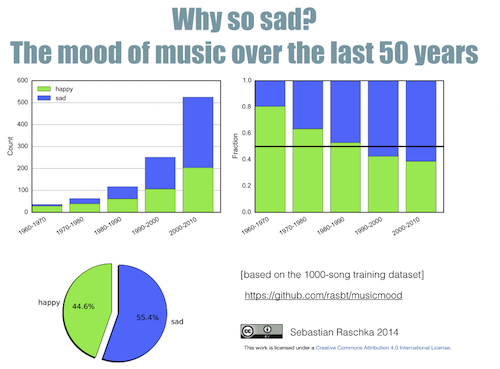 Why so sad?
The mood of music over the last 50 years
600
500
400
300
200
100
0
Count
happy
sad
1960-1970
1970-1980
1980-1990
1990-2000
2000-2010
1.0
0.8
0.6
0.4
0.2
0.0
Fraction
1960-1970
1970-1980
1980-1990
1990-2000
2000-2010
happy
44.6%
55.4%
sad
[based on the 1000-song training dataset]
https://github.com/rasbt/musicmood
cc
BY
Sebastian Raschka 2014
This work is licensed under a Creative Commons Attribution 4.0 International License.